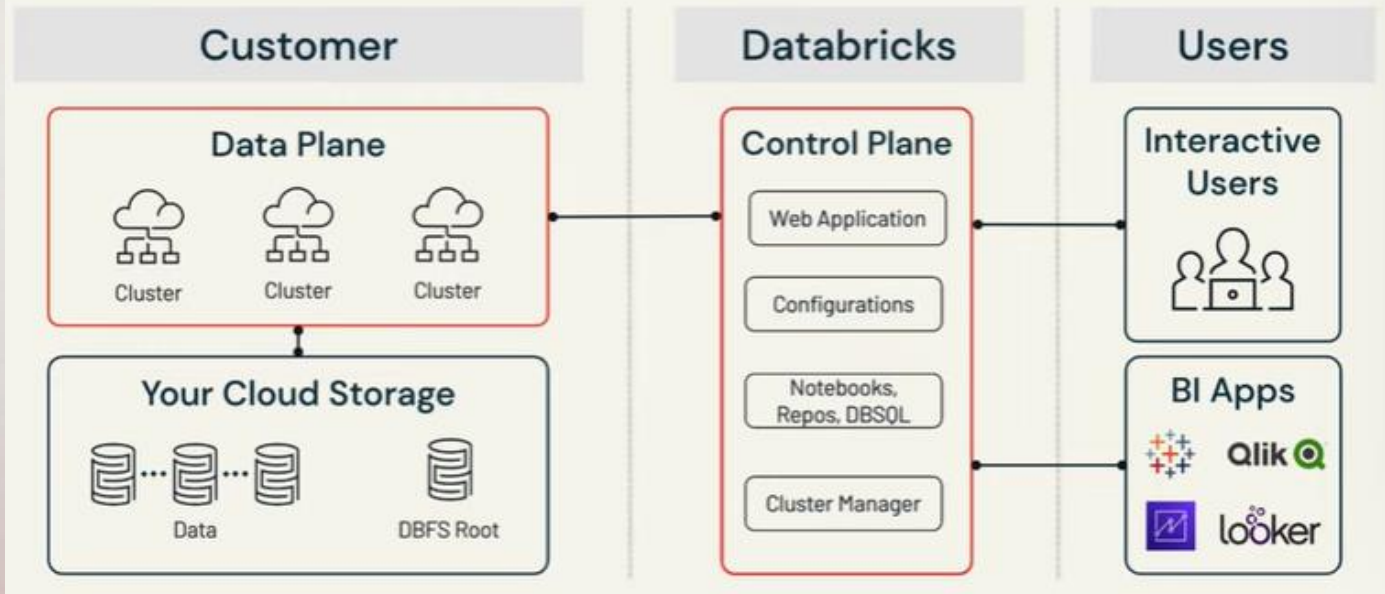 Customer
Databricks
Users
Data Plane
Cluster
Cluster
Cluster
Your Cloud Storage
Data
DBFS Root
Control Plane
Web Application
Configurations
Notebooks,
Repos, DBSQL
Cluster Manager
Interactive
Users
BI Apps
Qlik
looker